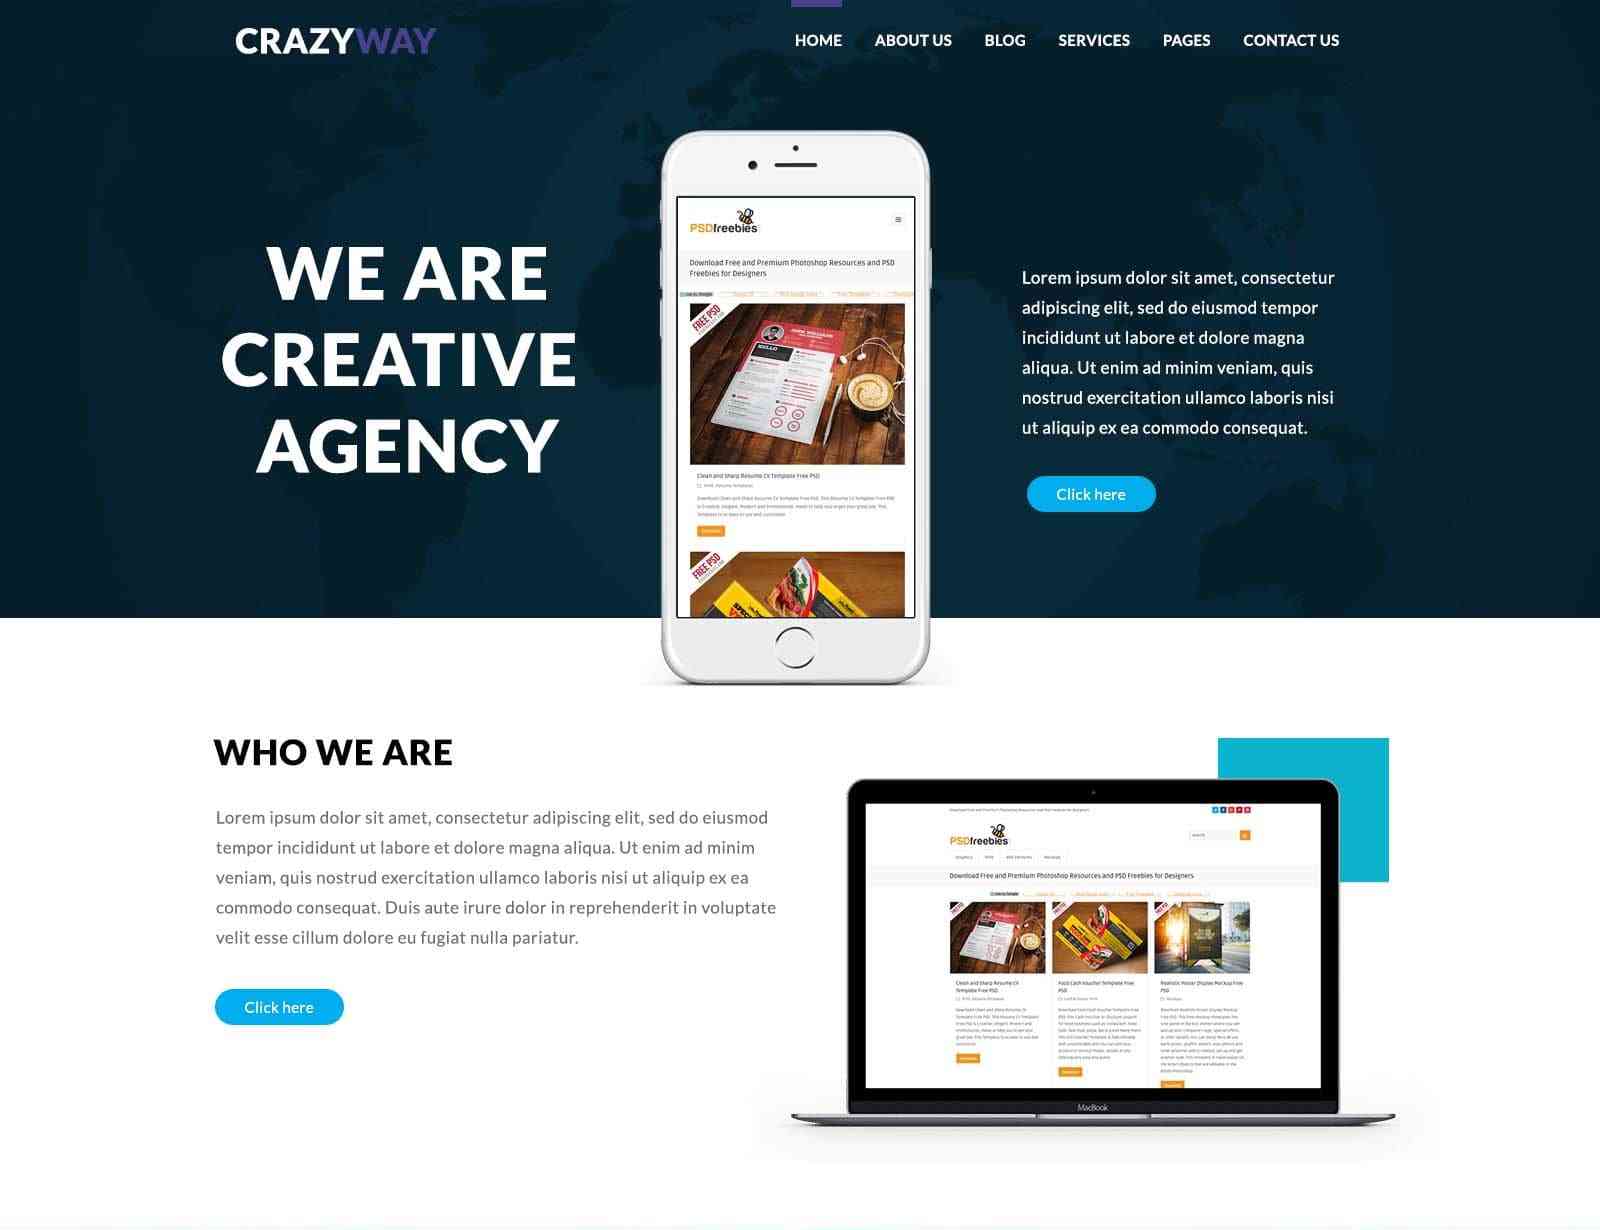 CRAZYWAY
HOME ABOUT US BLOG SERVICES PAGES CONTACT US
WE ARE
CREATIVE
AGENCY
PSDfreebies
Download Free and Premium Photoshop Resources and PSD
Freebies for Designers
FREE PSD
HELLO
Clean and Sharp Resume CV Template Free PSD
FREE PSD
Lorem ipsum dolor sit amet, consectetur
adipiscing elit, sed do eiusmod tempor
incididunt ut labore et dolore magna
aliqua. Ut enim ad minim veniam, quis
nostrud exercitation ullamco laboris nisi
ut aliquip ex ea commodo consequat.
Click here
WHO WE ARE
Lorem ipsum dolor sit amet, consectetur adipiscing elit, sed do eiusmod
tempor incididunt ut labore et dolore magna aliqua. Ut enim ad minim
veniam, quis nostrud exercitation ullamco laboris nisi ut aliquip ex ea
commodo consequat. Duis aute irure dolor in reprehenderit in voluptate
velit esse cillum dolore eu fugiat nulla pariatur.
Click here
PSDfreebies
Download Free and Premium Photoshop Resources and PSD Freebies for Designers
Clean and Sharp Resume CV
Template Free PSD
Food Cash Voucher Template Free
PSD
Realistic Poster Display Mockup Free
PSD
MacBook